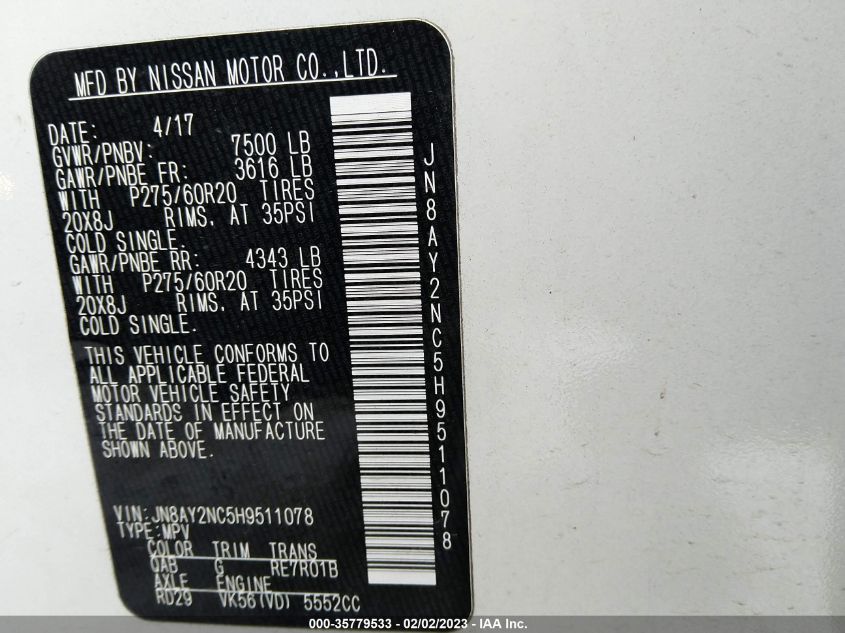 MFD BY NISSAN MOTOR CO.,LTD.
DATE: 4/17
GVWR/PNBV: 7500 LB
GAWR/PNBE FR: 3616 LB
WITH P275/60R20 TIRES
20X8J RIMS, AT 35PSI
COLD SINGLE.
GAWR/PNBE RR: 4343 LB
WITH P275/60R20 TIRES
20X8J RIMS, AT 35PSI
COLD SINGLE.
THIS VEHICLE CONFORMS TO
ALL APPLICABLE FEDERAL
MOTOR VEHICLE SAFETY
STANDARDS IN EFFECT ON
THE DATE OF MANUFACTURE
SHOWN ABOVE.
VIN:JN8AY2NC5H9511078
TYPE:MPV
COLOR TRIM TRANS
QAB G RE7R01B
AXLE ENGINE
RD29 VK56(VD) 5552CC
JN8AY2NC5H9511078
000-35779533 — 02/02/2023 — IAA Inc.